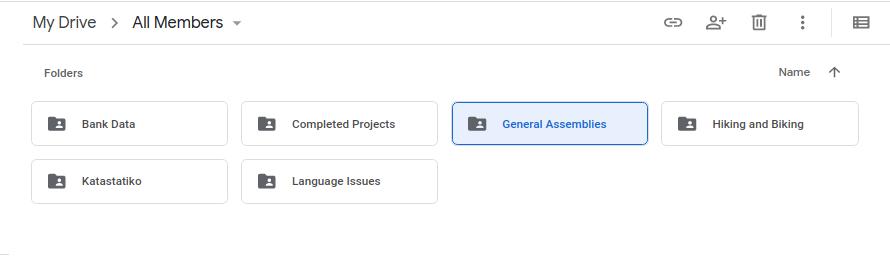 My Drive All Members
Folders Name
Bank Data Completed Projects General Assemblies Hiking and Biking
Katastatiko Language Issues